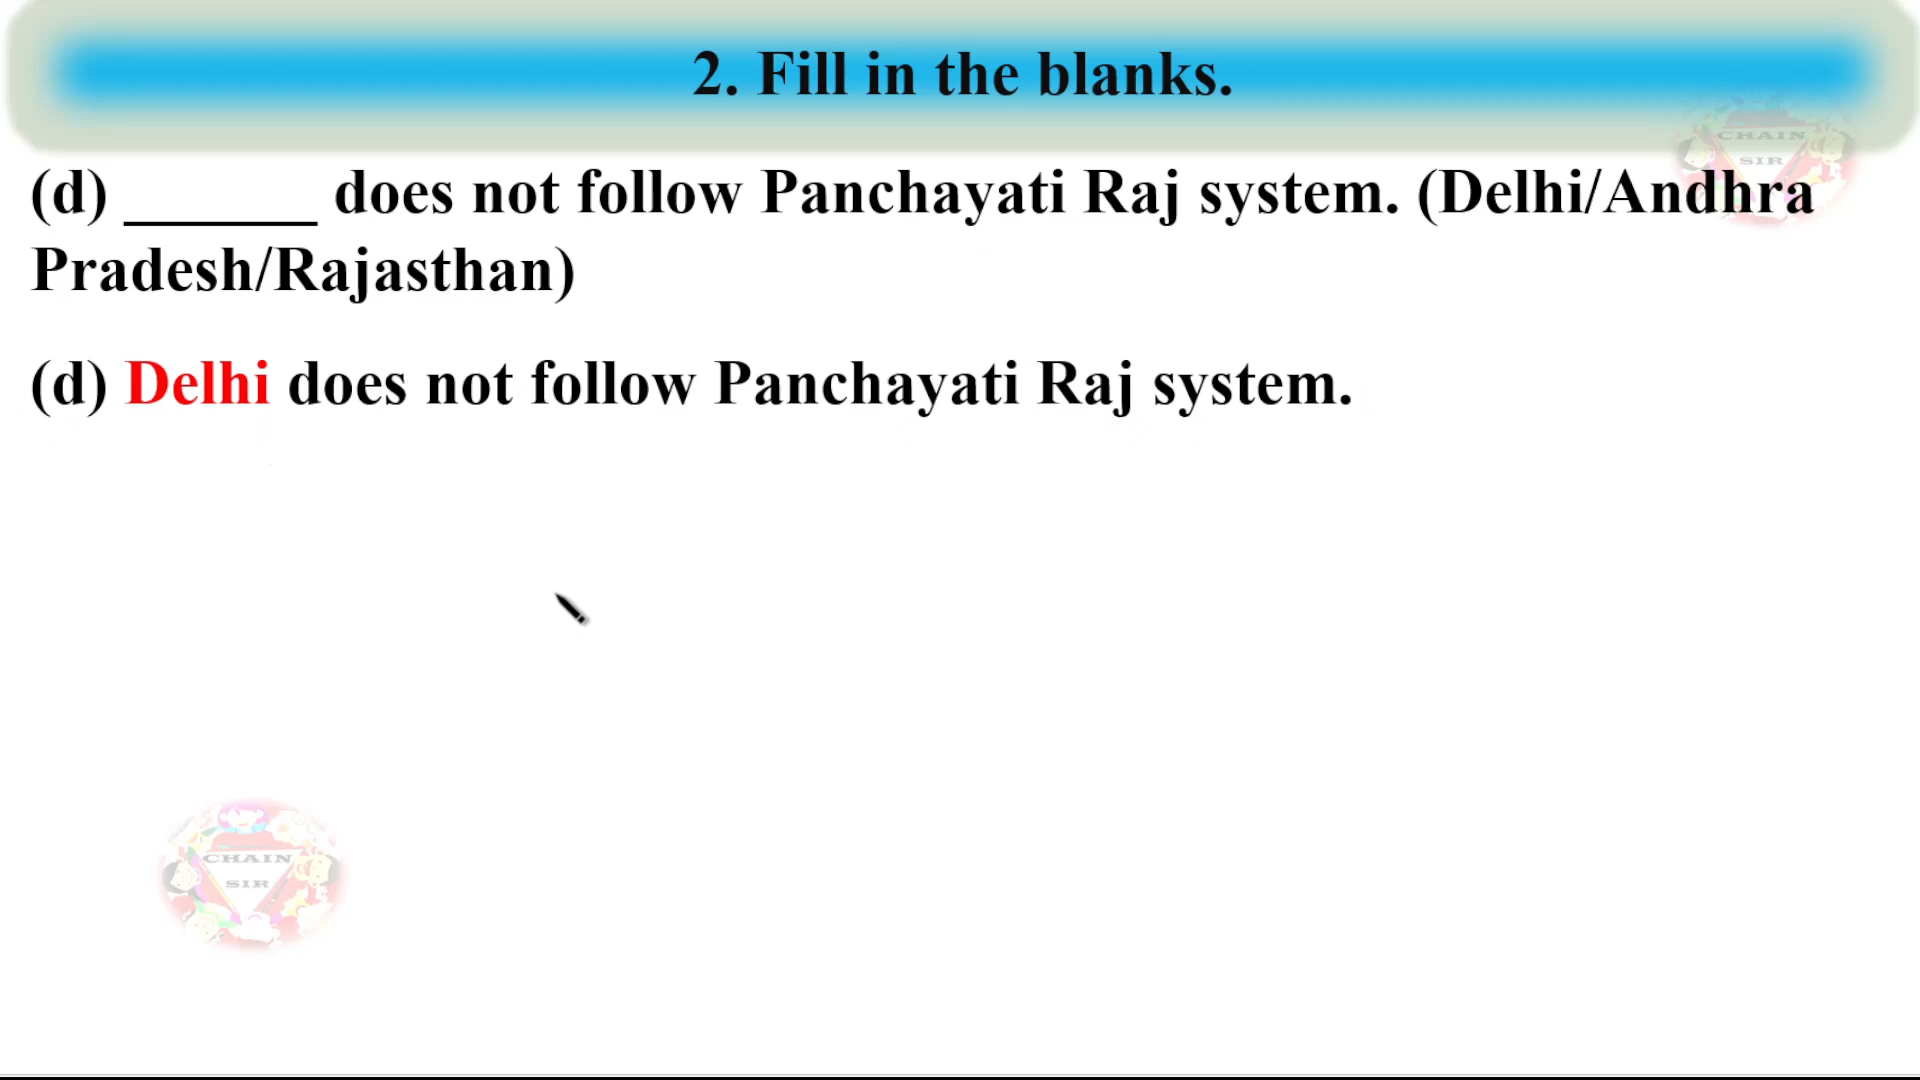 2. Fill in the blanks.
CHAIN
SIR
(d) ______ does not follow Panchayati Raj system. (Delhi/Andhra
Pradesh/Rajasthan)
(d) Delhi does not follow Panchayati Raj system.
CHAIN
SIR